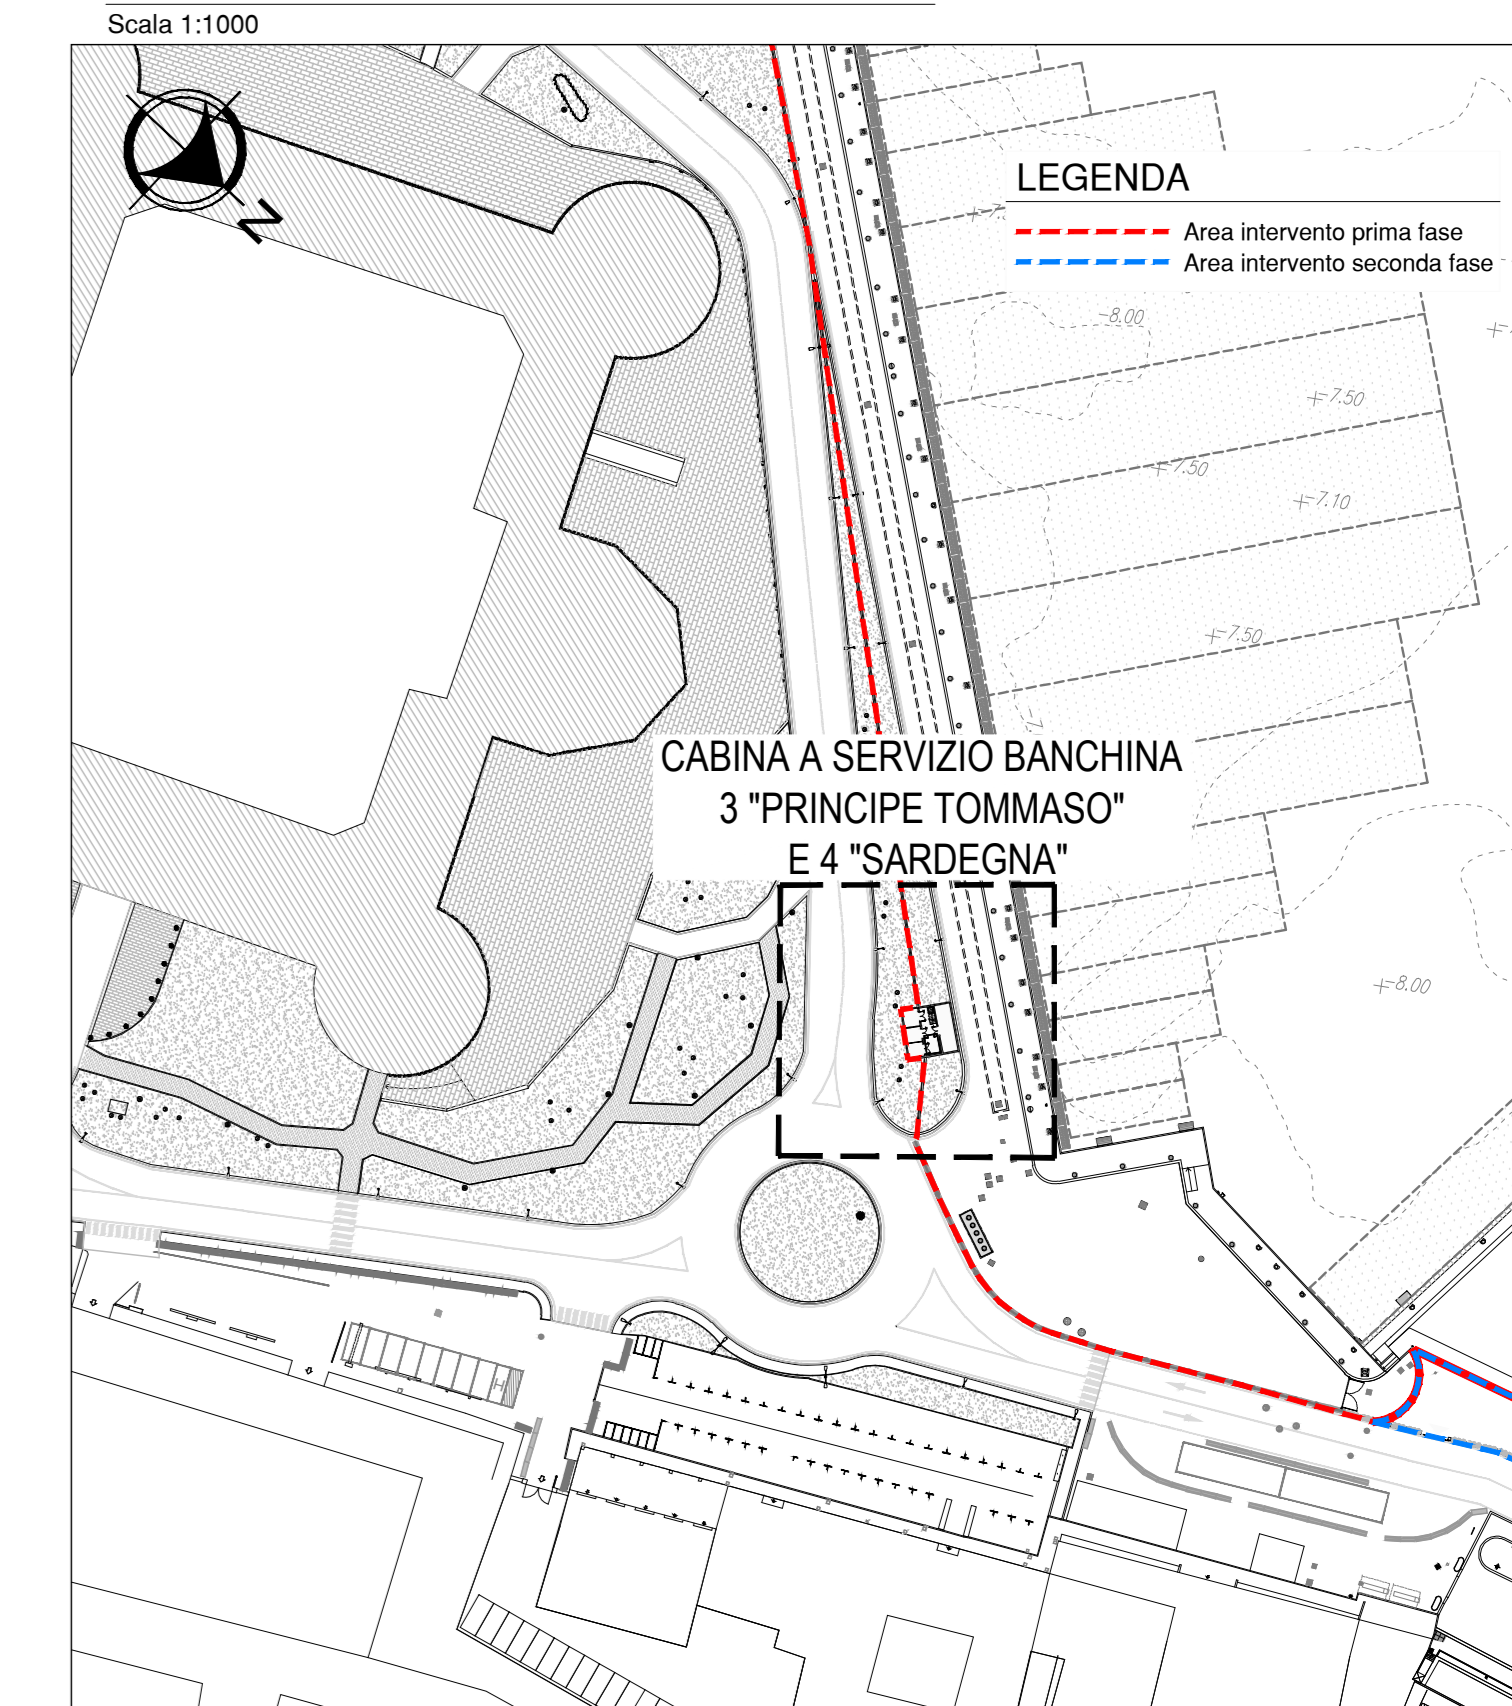 Scala 1:1000
N
LEGENDA
Area intervento prima fase
Area intervento seconda fase
-8.00
-7.50
-7.50
-7.10
-7.50
CABINA A SERVIZIO BANCHINA
3 "PRINCIPE TOMMASO"
E 4 "SARDEGNA"
-8.00